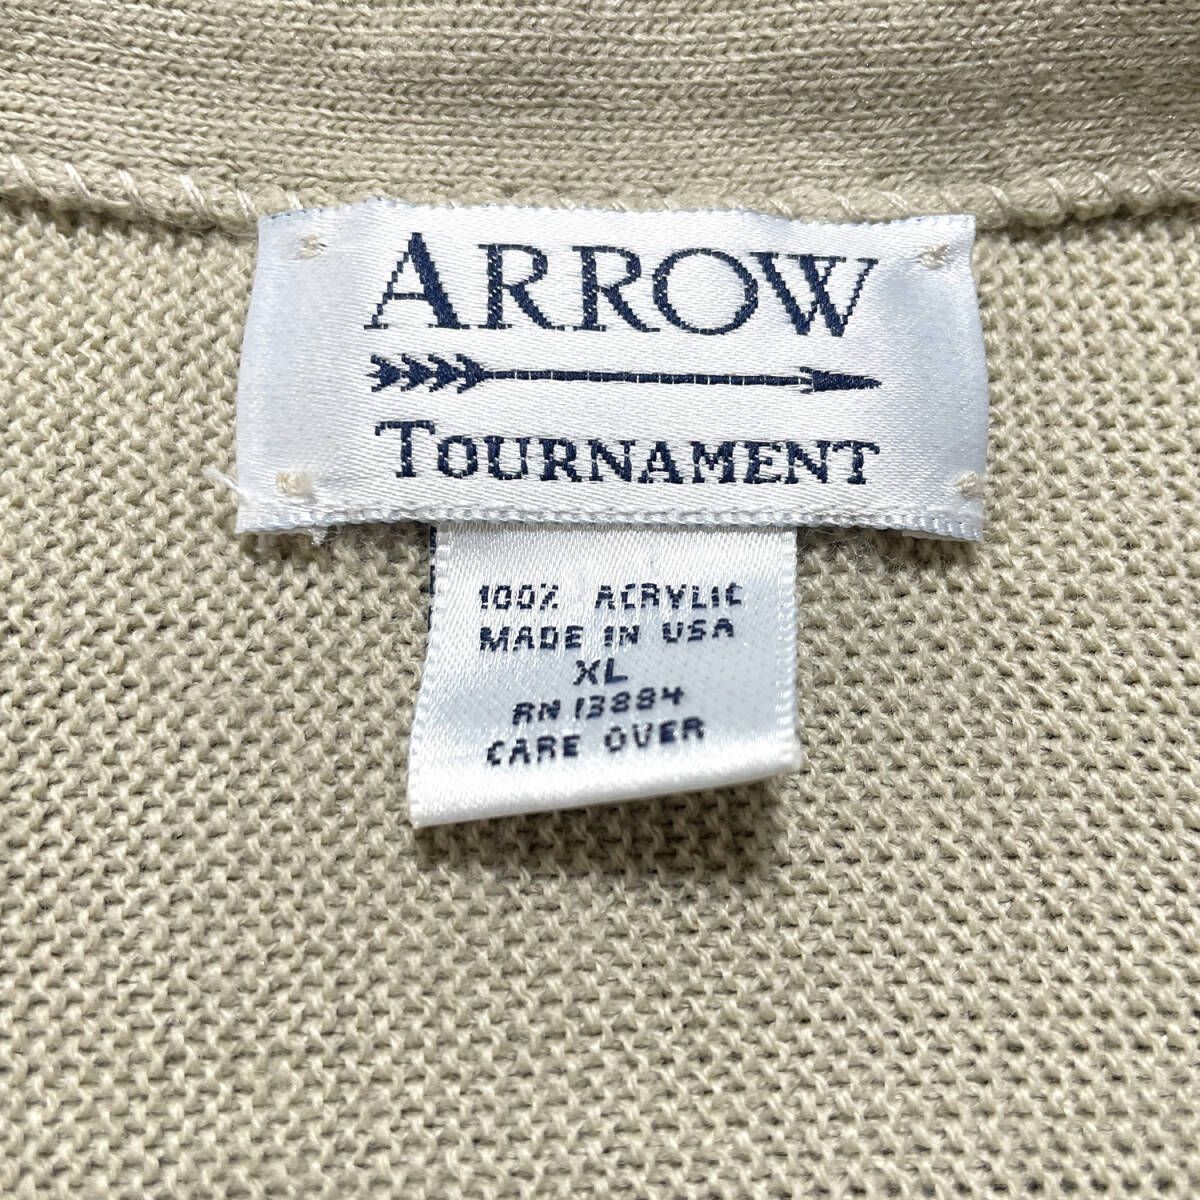 ARROW
TOURNAMENT
100% ACRYLIC
MADE IN USA
XL
RN 13884
CARE OVER